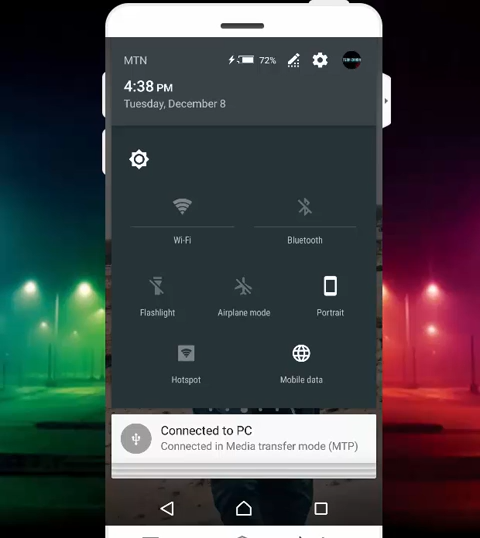 MTN
72%
4:38 PM
Tuesday, December 8
Wi-Fi
Bluetooth
Flashlight
Airplane mode
Portrait
Hotspot
Mobile data
Connected to PC
Connected in Media transfer mode (MTP)